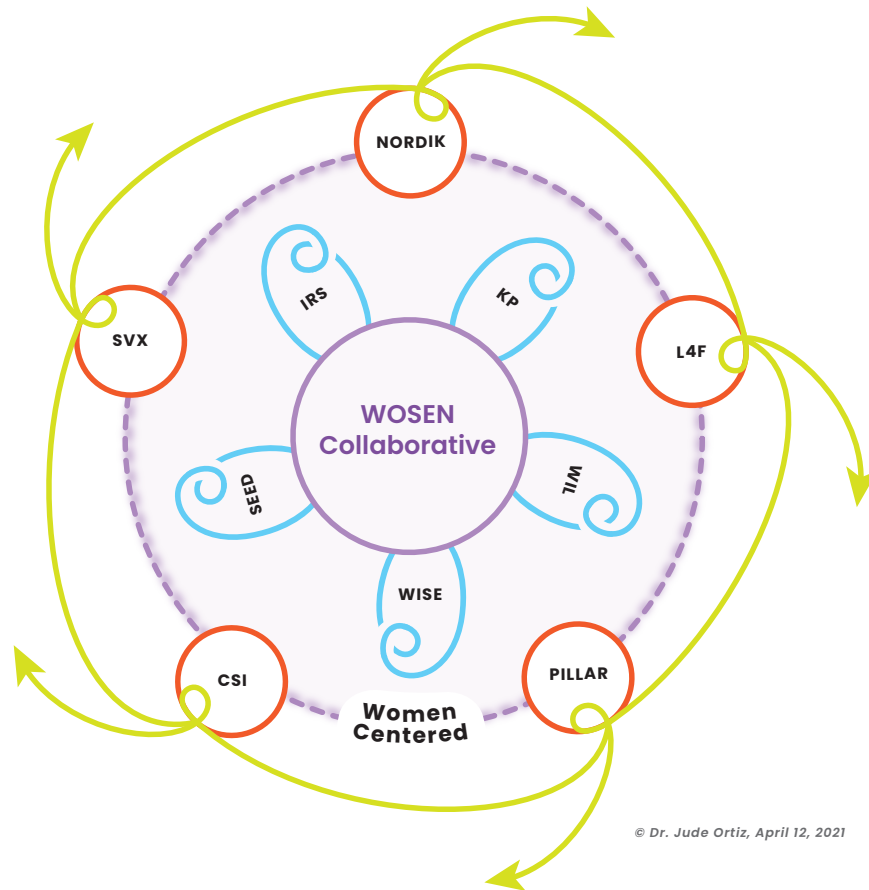 NORDIK
IRS
KP
SVX
L4F
WOSEN
Collaborative
SEED
WIL
WISE
CSI
PILLAR
Women
Centered
© Dr. Jude Ortiz, April 12, 2021